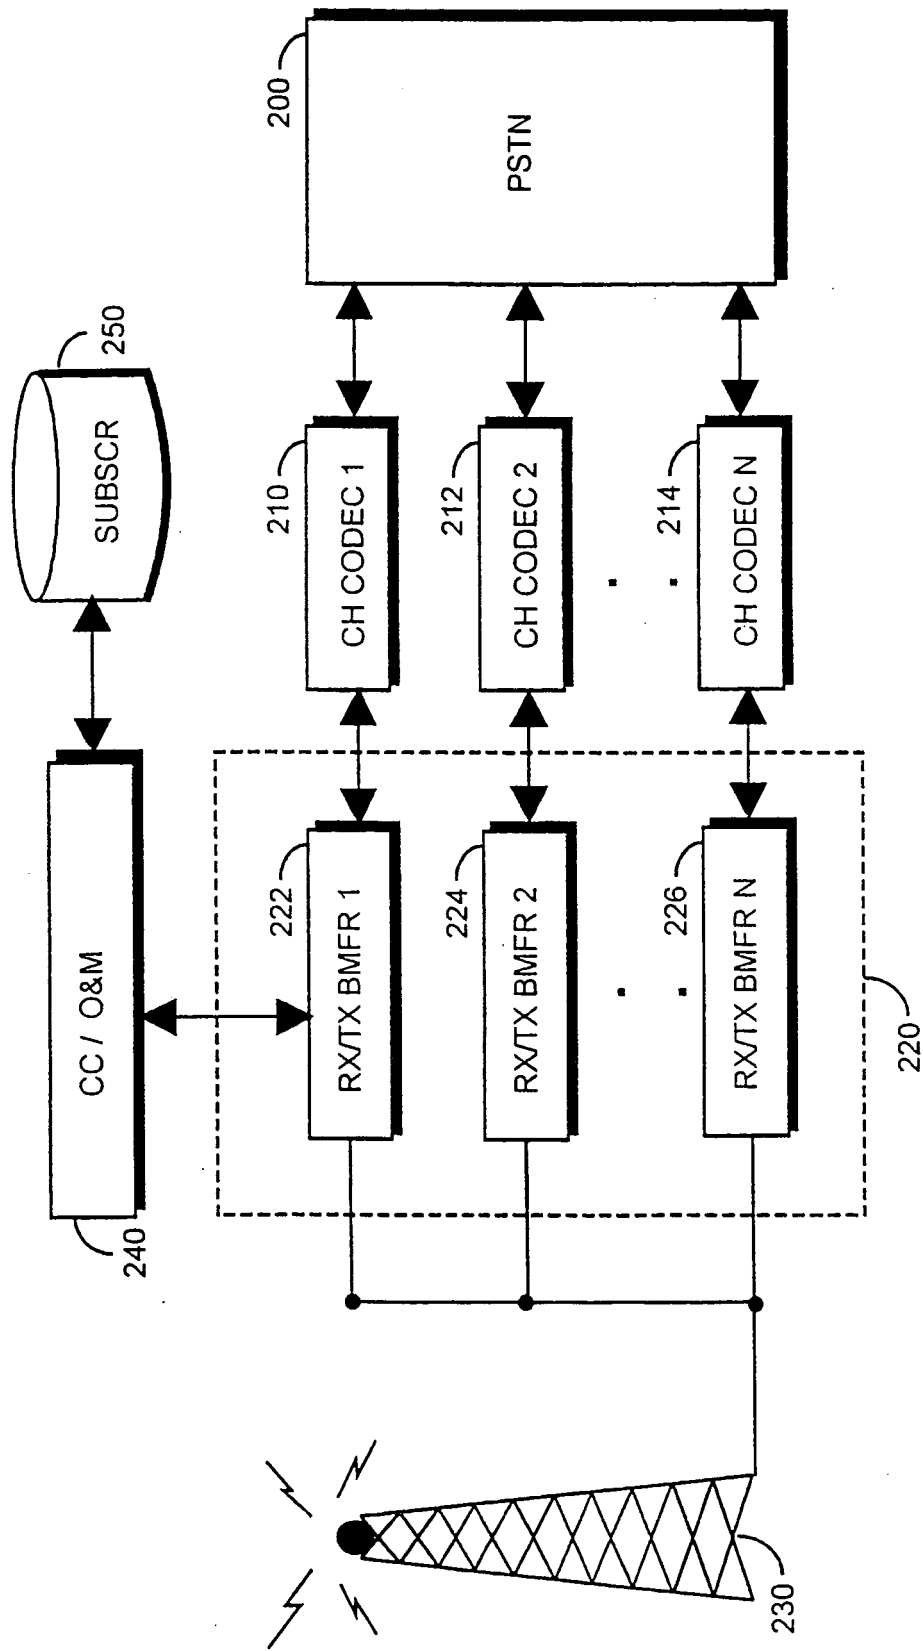 240
CC / O&M
SUBSCR
250
220
222
RX/TX BMFR 1
210
CH CODEC 1
200
PSTN
224
RX/TX BMFR 2
212
CH CODEC 2
226
RX/TX BMFR N
214
CH CODEC N
230